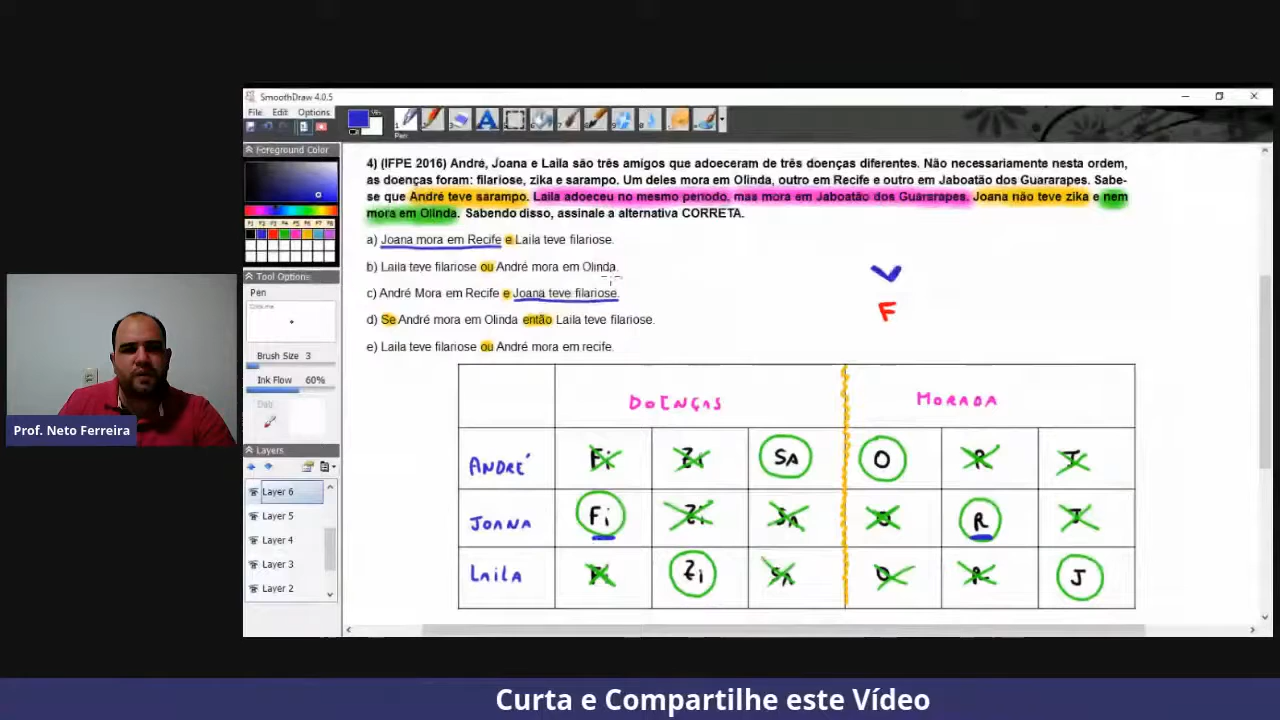 SmoothDraw 4.0.5
File Edit Options
Foreground Color
Tool Options
Pen
Brush Size 3
Ink Flow 60%
Dab
Layers
Layer 6
Layer 5
Layer 4
Layer 3
Layer 2
4) (IFPE 2016) André, Joana e Laila são três amigos que adoeceram de três doenças diferentes. Não necessariamente nesta ordem,
as doenças foram: filariose, zika e sarampo. Um deles mora em Olinda, outro em Recife e outro em Jaboatão dos Guararapes. Sabe-
se que André teve sarampo. Laila adoeceu no mesmo período, mas mora em Jaboatão dos Guararapes. Joana não teve zika e nem
mora em Olinda. Sabendo disso, assinale a alternativa CORRETA.
a) Joana mora em Recife e Laila teve filariose.
b) Laila teve filariose ou André mora em Olinda.
c) André Mora em Recife e Joana teve filariose.
d) Se André mora em Olinda então Laila teve filariose.
e) Laila teve filariose ou André mora em recife.
V
F
DOENÇAS MORADA
ANDRÉ Fi Zi SA O R J
JOANA Fi Zi SA O R J
LAILA Zi SA O R J
Prof. Neto Ferreira
Curta e Compartilhe este Vídeo